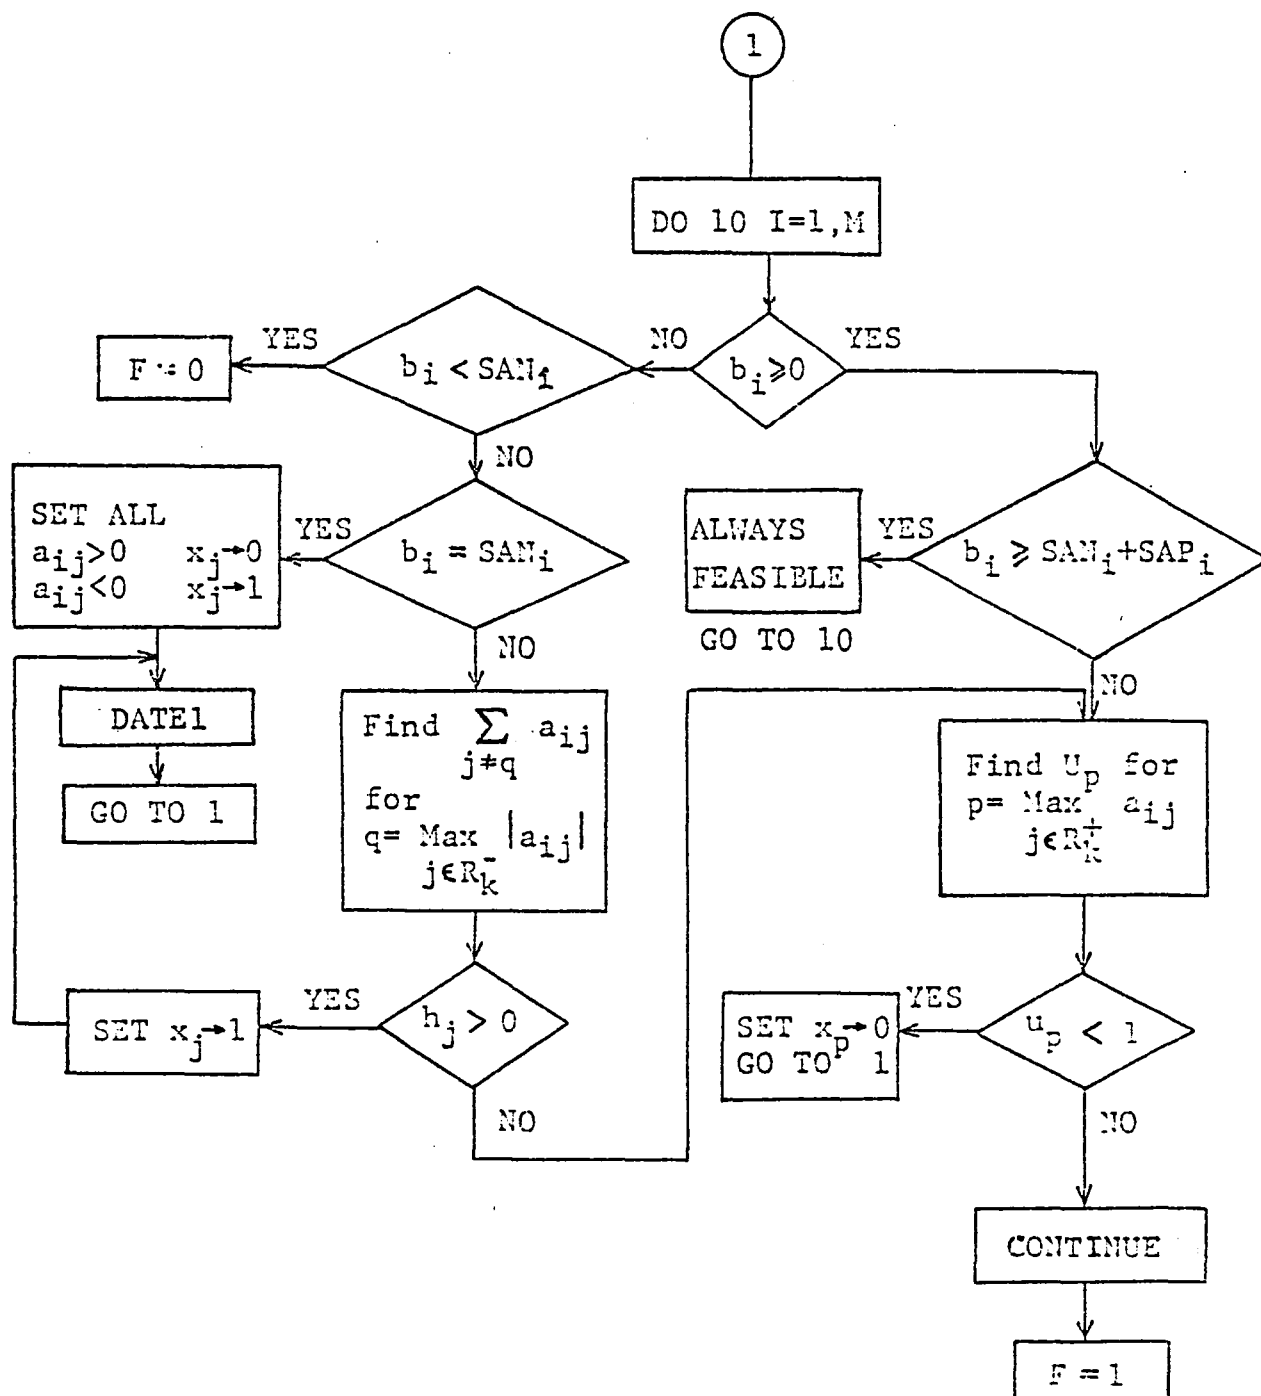 1
DO 10 I=1,M
b_i ≥ 0
NO
YES
b_i < SAN_i
YES
F = 0
NO
b_i = SAN_i
YES
SET ALL
a_ij>0 x_j→0
a_ij<0 x_j→1
DATE1
GO TO 1
NO
Find ∑ a_ij
j≠q
for
q= Max |a_ij|
j∈R_k^-
h_j > 0
YES
SET x_j→1
NO
b_i ≥ SAN_i+SAP_i
YES
ALWAYS
FEASIBLE
GO TO 10
NO
Find U_p for
p= Max a_ij
j∈R_k^+
u_p < 1
YES
SET x_p→0
GO TO 1
NO
CONTINUE
F = 1